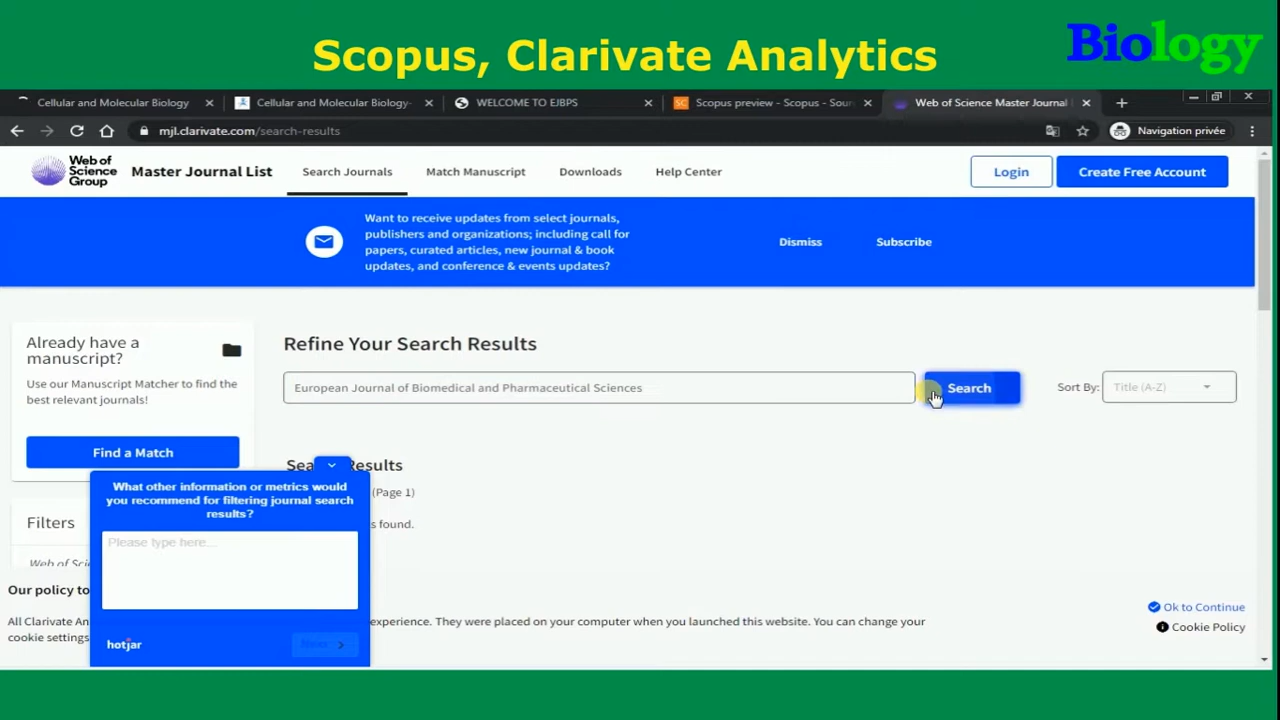 Scopus, Clarivate Analytics
Biology
Cellular and Molecular Biology
Cellular and Molecular Biology-
WELCOME TO EJBPS
Scopus preview - Scopus - Sour
Web of Science Master Journal
mjl.clarivate.com/search-results
Navigation privée
Web of
Science
Group
Master Journal List
Search Journals
Match Manuscript
Downloads
Help Center
Login
Create Free Account
Want to receive updates from select journals,
publishers and organizations; including call for
papers, curated articles, new journal & book
updates, and conference & events updates?
Dismiss
Subscribe
Already have a
manuscript?
Use our Manuscript Matcher to find the
best relevant journals!
Find a Match
Refine Your Search Results
European Journal of Biomedical and Pharmaceutical Sciences
Search
Sort By:
Title (A-Z)
Sea Results
(Page 1)
s found.
Filters
Web of Sci
What other information or metrics would
you recommend for filtering journal search
results?
Please type here...
hotjar
Next
Our policy to
All Clarivate An
experience. They were placed on your computer when you launched this website. You can change your
cookie settings
Ok to Continue
Cookie Policy